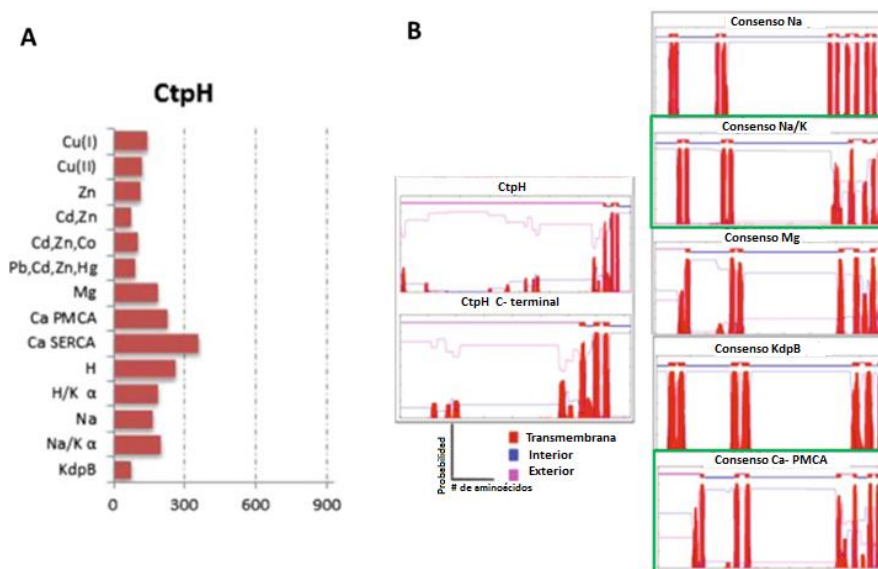 A
CtpH
Cu(I)
Cu(II)
Zn
Cd,Zn
Cd,Zn,Co
Pb,Cd,Zn,Hg
Mg
Ca PMCA
Ca SERCA
H
H/K α
Na
Na/K α
KdpB
0
300
600
900
B
CtpH
CtpH C- terminal
Probabilidad
# de aminoácidos
Transmembrana
Interior
Exterior
Consenso Na
Consenso Na/K
Consenso Mg
Consenso KdpB
Consenso Ca- PMCA